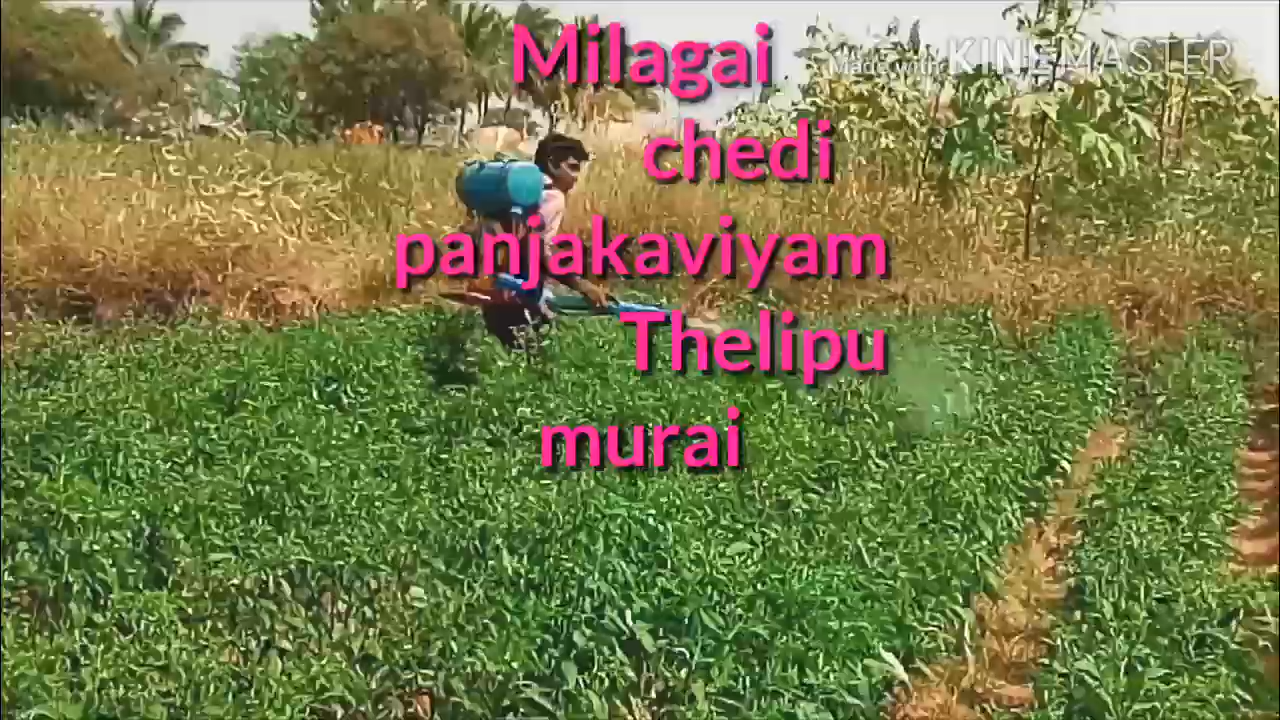 Milagai
Made with KINEMASTER
chedi
panjakaviyam
Thelipu
murai